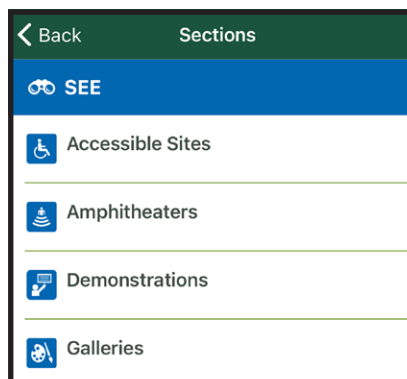 Back
Sections
SEE
Accessible Sites
Amphitheaters
Demonstrations
Galleries